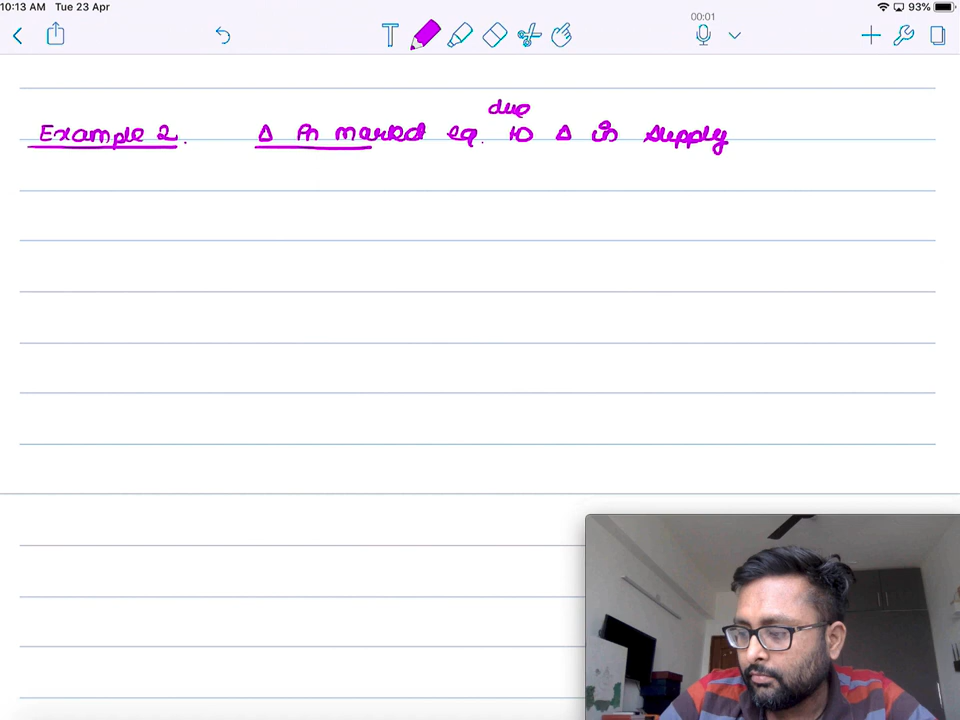 10:13 AM Tue 23 Apr 93%
00:01
T
due
Example 2. Δ in market eq. to Δ in supply